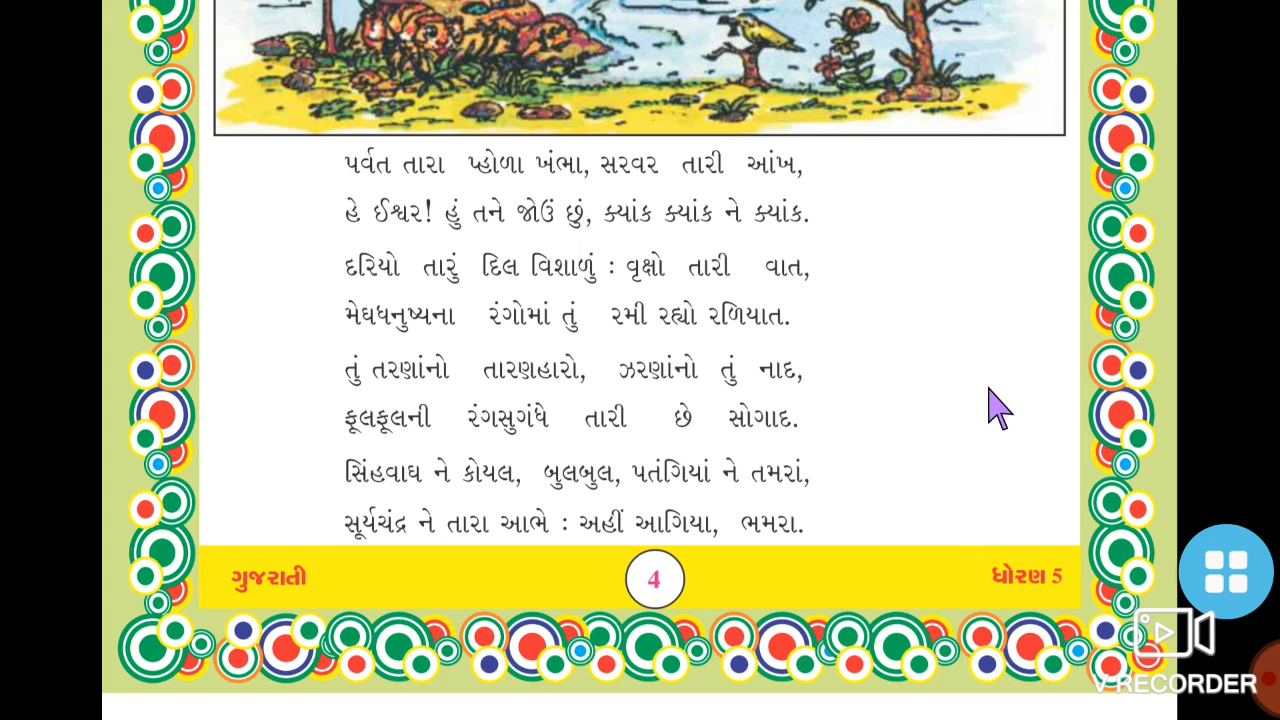 પર્વત તારા પ્હોળા ખંભા, સરવર તારી આંખ,
હે ઈશ્વર! હું તને જોઉં છું, ક્યાંક ક્યાંક ને ક્યાંક.
દરિયો તારું દિલ વિશાળું : વૃક્ષો તારી વાત,
મેઘધનુષ્યના રંગોમાં તું રમી રહ્યો રળિયાત.
તું તરણાંનો તારણહારો, ઝરણાંનો તું નાદ,
ફૂલફૂલની રંગસુગંધે તારી છે સોગાદ.
સિંહવાઘ ને કોયલ, બુલબુલ, પતંગિયાં ને તમરાં,
સૂર્યચંદ્ર ને તારા આભે : અહીં આગિયા, ભમરા.
ગુજરાતી 4 ધોરણ 5
V RECORDER